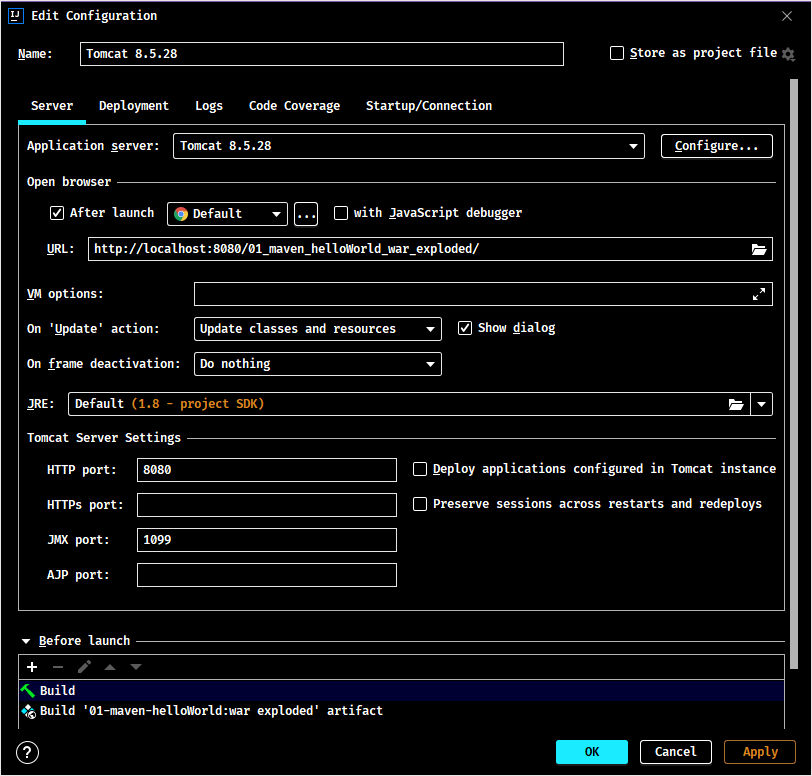 IJ Edit Configuration
Name: Tomcat 8.5.28 Store as project file
Server Deployment Logs Code Coverage Startup/Connection
Application server: Tomcat 8.5.28 Configure...
Open browser
After launch Default ... with JavaScript debugger
URL: http://localhost:8080/01_maven_helloWorld_war_exploded/
VM options:
On 'Update' action: Update classes and resources Show dialog
On frame deactivation: Do nothing
JRE: Default (1.8 - project SDK)
Tomcat Server Settings
HTTP port: 8080 Deploy applications configured in Tomcat instance
HTTPs port: Preserve sessions across restarts and redeploys
JMX port: 1099
AJP port:
Before launch
Build
Build '01-maven-helloWorld:war exploded' artifact
? OK Cancel Apply